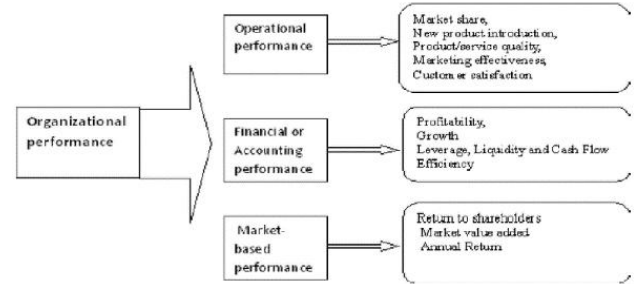 Organizational
performance
Operational
performance
Market share,
New product introduction,
Product/service quality,
Marketing effectiveness,
Customer satisfaction
Financial or
Accounting
performance
Profitability,
Growth
Leverage, Liquidity and Cash Flow
Efficiency
Market-
based
performance
Return to shareholders
Market value added
Annual Return